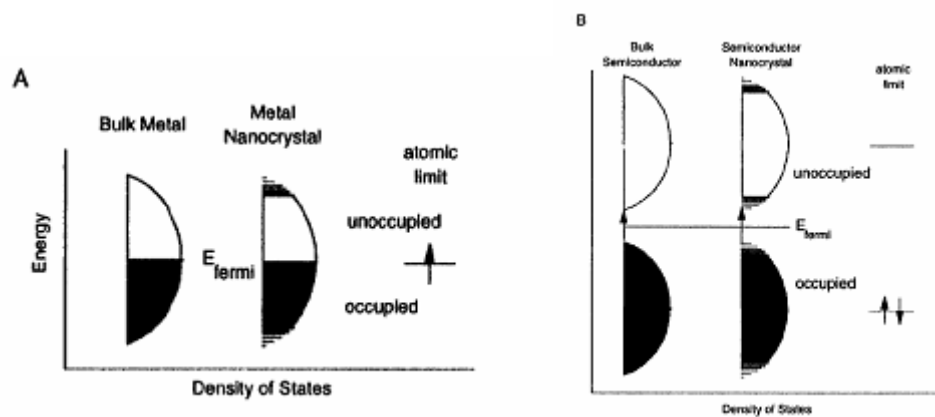 A
Bulk Metal
Metal
Nanocrystal
atomic
limit
unoccupied
E fermi
occupied
Energy
Density of States
B
Bulk
Semiconductor
Semiconductor
Nanocrystal
atomic
limit
unoccupied
E fermi
occupied
Density of States